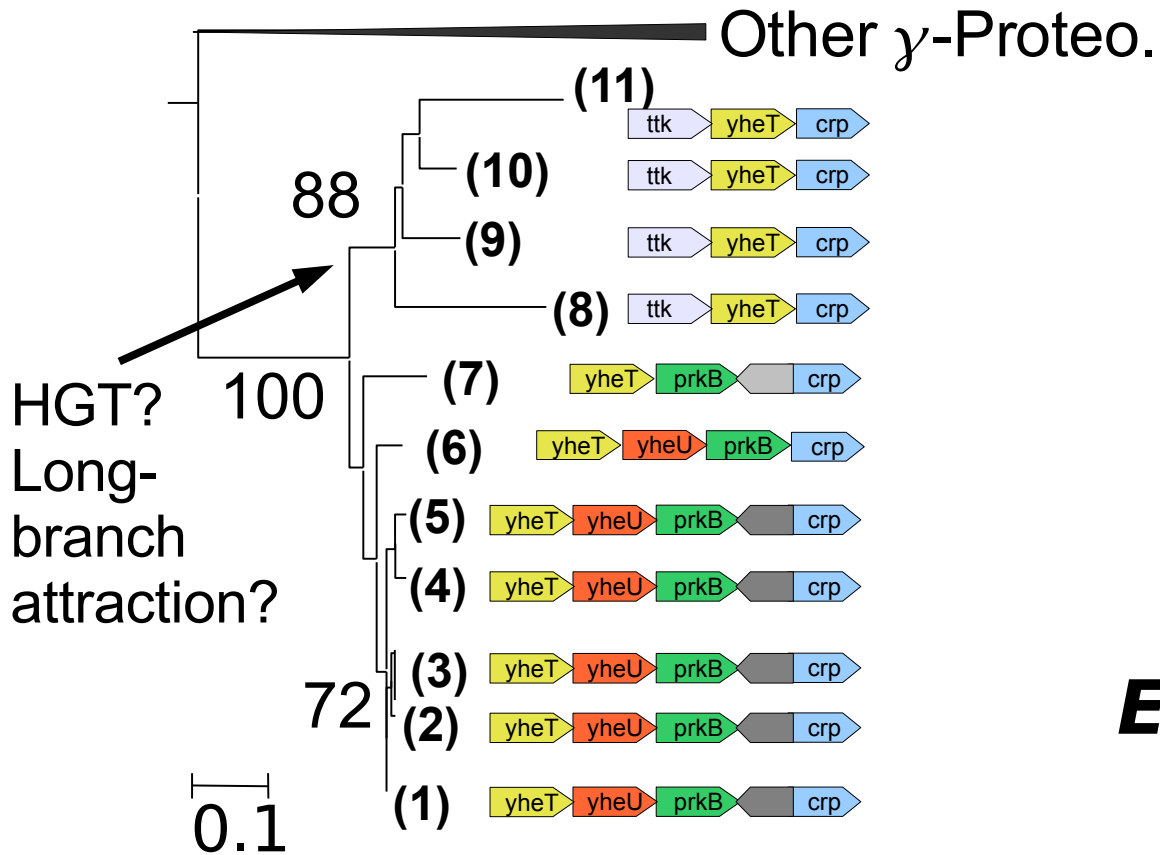 Other γ-Proteo.
(11)
ttk yheT crp
88
(10)
ttk yheT crp
(9)
ttk yheT crp
(8)
ttk yheT crp
HGT?
Long-
branch
attraction?
100
(7)
yheT prkB crp
(6)
yheT yheU prkB crp
(5)
yheT yheU prkB crp
(4)
yheT yheU prkB crp
(3)
yheT yheU prkB crp
72
(2)
yheT yheU prkB crp
E
(1)
yheT yheU prkB crp
0.1